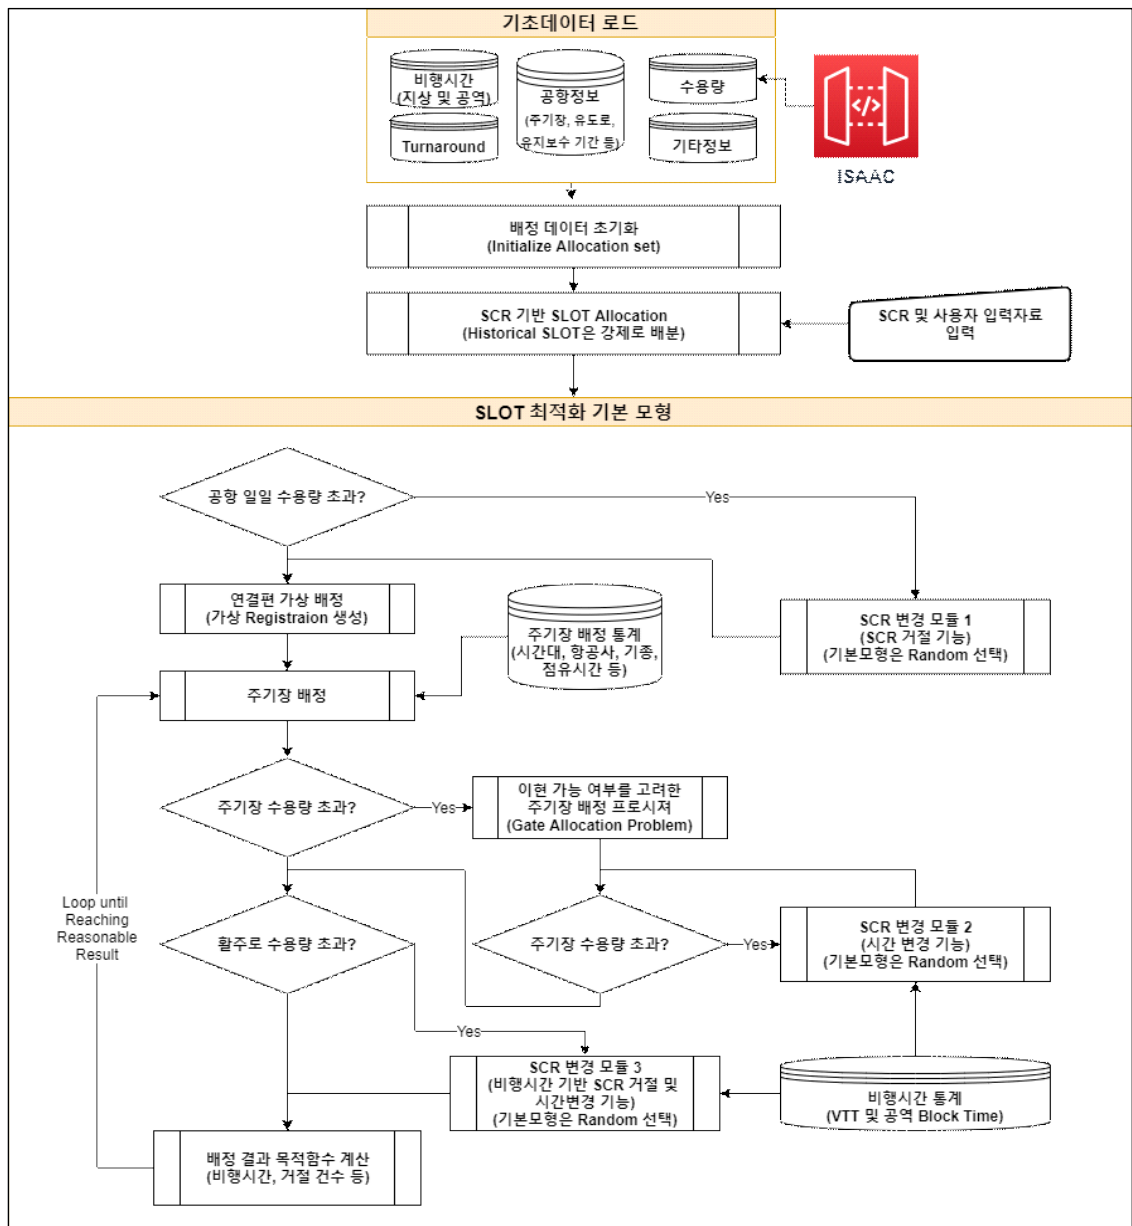 기초데이터 로드
비행시간
(지상 및 공역)
Turnaround
공항정보
(주기장, 유도로,
유지보수 기간 등)
수용량
기타정보
ISAAC
배정 데이터 초기화
(Initialize Allocation set)
SCR 기반 SLOT Allocation
(Historical SLOT은 강제로 배분)
SCR 및 사용자 입력자료
입력
SLOT 최적화 기본 모형
공항 일일 수용량 초과?
Yes
연결편 가상 배정
(가상 Registraion 생성)
주기장 배정 통계
(시간대, 항공사, 기종,
점유시간 등)
SCR 변경 모듈 1
(SCR 거절 기능)
(기본모형은 Random 선택)
주기장 배정
주기장 수용량 초과?
Yes
이현 가능 여부를 고려한
주기장 배정 프로시져
(Gate Allocation Problem)
Loop until
Reaching
Reasonable
Result
활주로 수용량 초과?
주기장 수용량 초과?
Yes
SCR 변경 모듈 2
(시간 변경 기능)
(기본모형은 Random 선택)
Yes
SCR 변경 모듈 3
(비행시간 기반 SCR 거절 및
시간변경 기능)
(기본모형은 Random 선택)
비행시간 통계
(VTT 및 공역 Block Time)
배정 결과 목적함수 계산
(비행시간, 거절 건수 등)